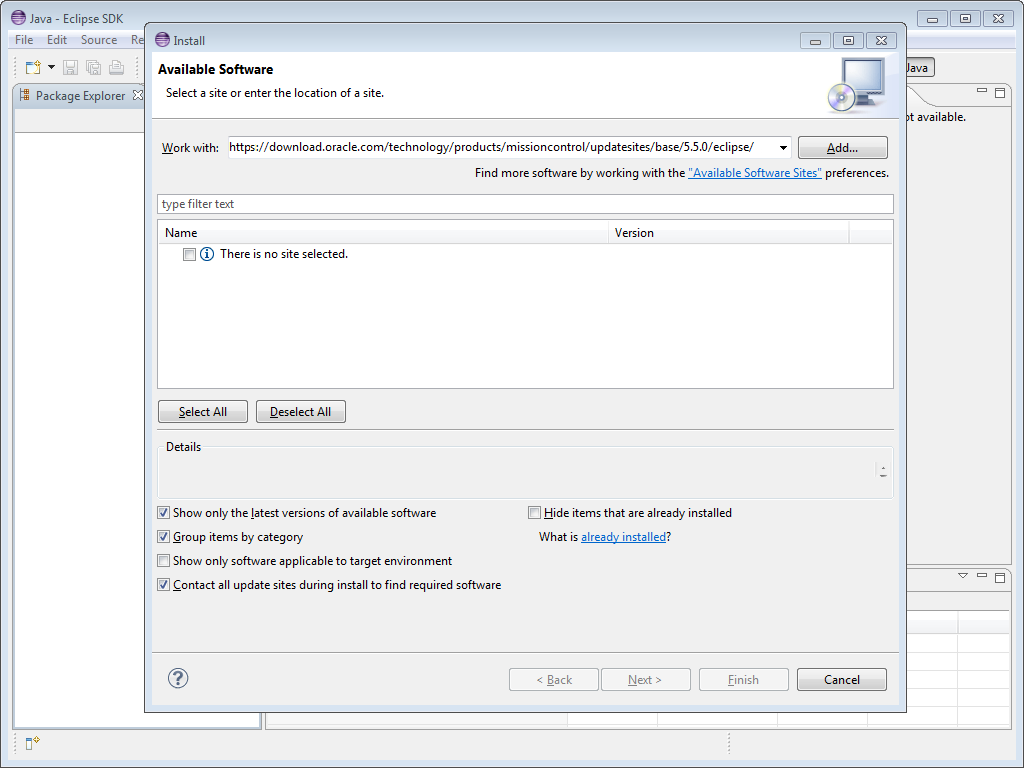 Java - Eclipse SDK
File Edit Source Re
Package Explorer
Java
ot available.
Install
Available Software
Select a site or enter the location of a site.
Work with: https://download.oracle.com/technology/products/missioncontrol/updatesites/base/5.5.0/eclipse/ Add...
Find more software by working with the "Available Software Sites" preferences.
type filter text
Name Version
There is no site selected.
Select All Deselect All
Details
Show only the latest versions of available software Hide items that are already installed
Group items by category What is already installed?
Show only software applicable to target environment
Contact all update sites during install to find required software
? < Back Next > Finish Cancel